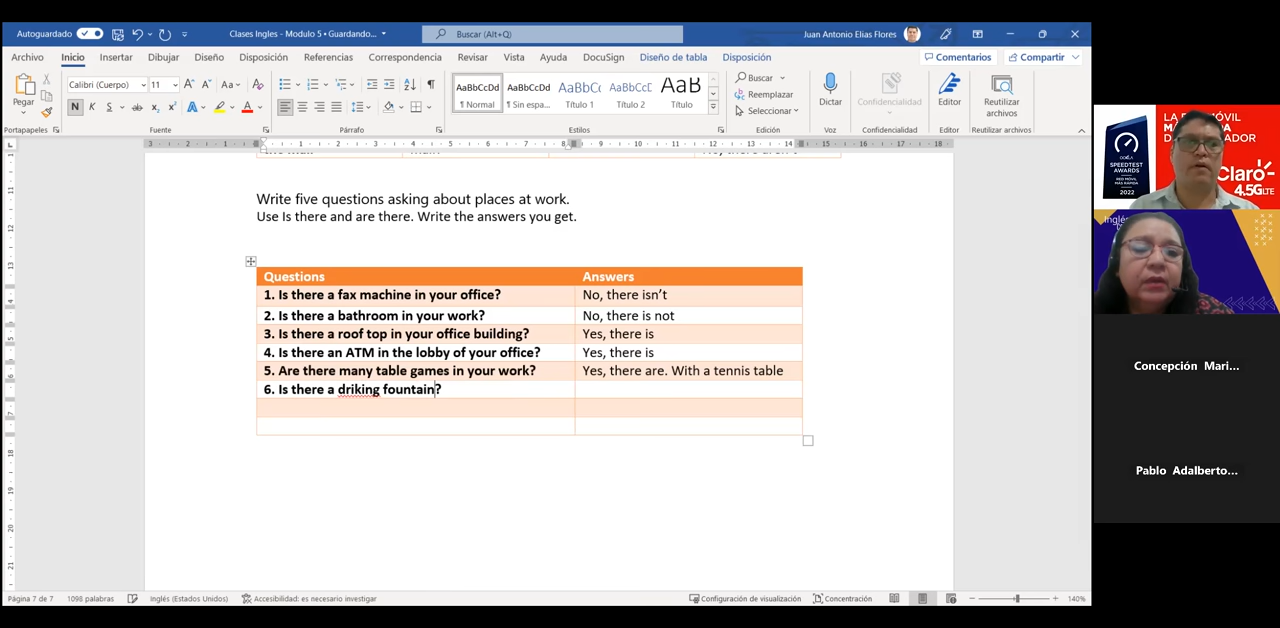 Autoguardado
Clases Ingles - Modulo 5 • Guardando...
Buscar (Alt+Q)
Juan Antonio Elias Flores
Archivo Inicio Insertar Dibujar Diseño Disposición Referencias Correspondencia Revisar Vista Ayuda DocuSign Diseño de tabla Disposición
Comentarios
Compartir
Pegar
Calibri (Cuerpo) 11
N K S ab
AaBbCcDd AaBbCcDd AaBbCc AaBbCcC AaB
¶ Normal ¶ Sin espa... Título 1 Título 2 Título
Buscar
Reemplazar
Seleccionar
Dictar
Confidencialidad
Editor
Reutilizar
archivos
Portapapeles Fuente Párrafo Estilos Edición Voz Confidencialidad Editor Reutilizar archivos
Write five questions asking about places at work.
Use Is there and are there. Write the answers you get.
Questions Answers
1. Is there a fax machine in your office? No, there isn't
2. Is there a bathroom in your work? No, there is not
3. Is there a roof top in your office building? Yes, there is
4. Is there an ATM in the lobby of your office? Yes, there is
5. Are there many table games in your work? Yes, there are. With a tennis table
6. Is there a driking fountain?
Página 7 de 7 1098 palabras Inglés (Estados Unidos) Accesibilidad: es necesario investigar
Configuración de visualización Concentración 140%
SPEEDTEST
AWARDS
2022
Claro
4.5G LTE
Concepción Mari...
Pablo Adalberto...